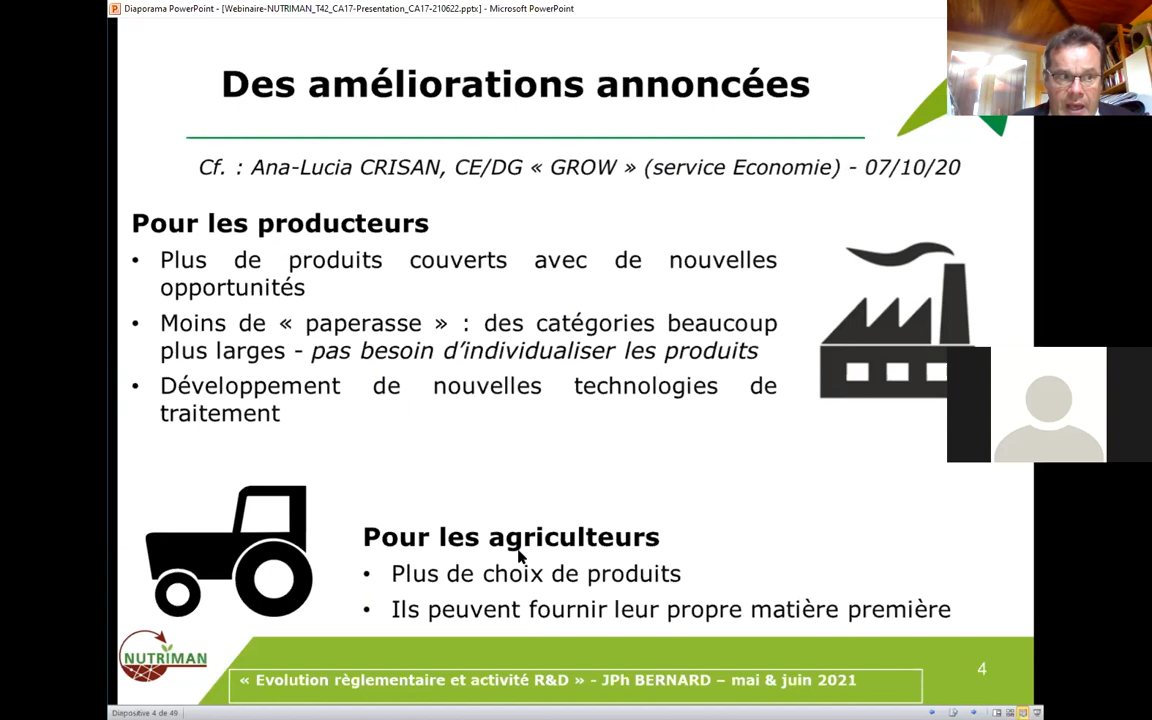 Diaporama PowerPoint - [Webinaire-NUTRIMAN_T42_CA17-Presentation_CA17-210622.pptx] - Microsoft PowerPoint
Des améliorations annoncées
Cf. : Ana-Lucia CRISAN, CE/DG « GROW » (service Economie) - 07/10/20
Pour les producteurs
• Plus de produits couverts avec de nouvelles
opportunités
• Moins de « paperasse » : des catégories beaucoup
plus larges - pas besoin d’individualiser les produits
• Développement de nouvelles technologies de
traitement
Pour les agriculteurs
• Plus de choix de produits
• Ils peuvent fournir leur propre matière première
NUTRIMAN
« Evolution règlementaire et activité R&D » - JPh BERNARD – mai & juin 2021
4
Diapositive 4 de 49